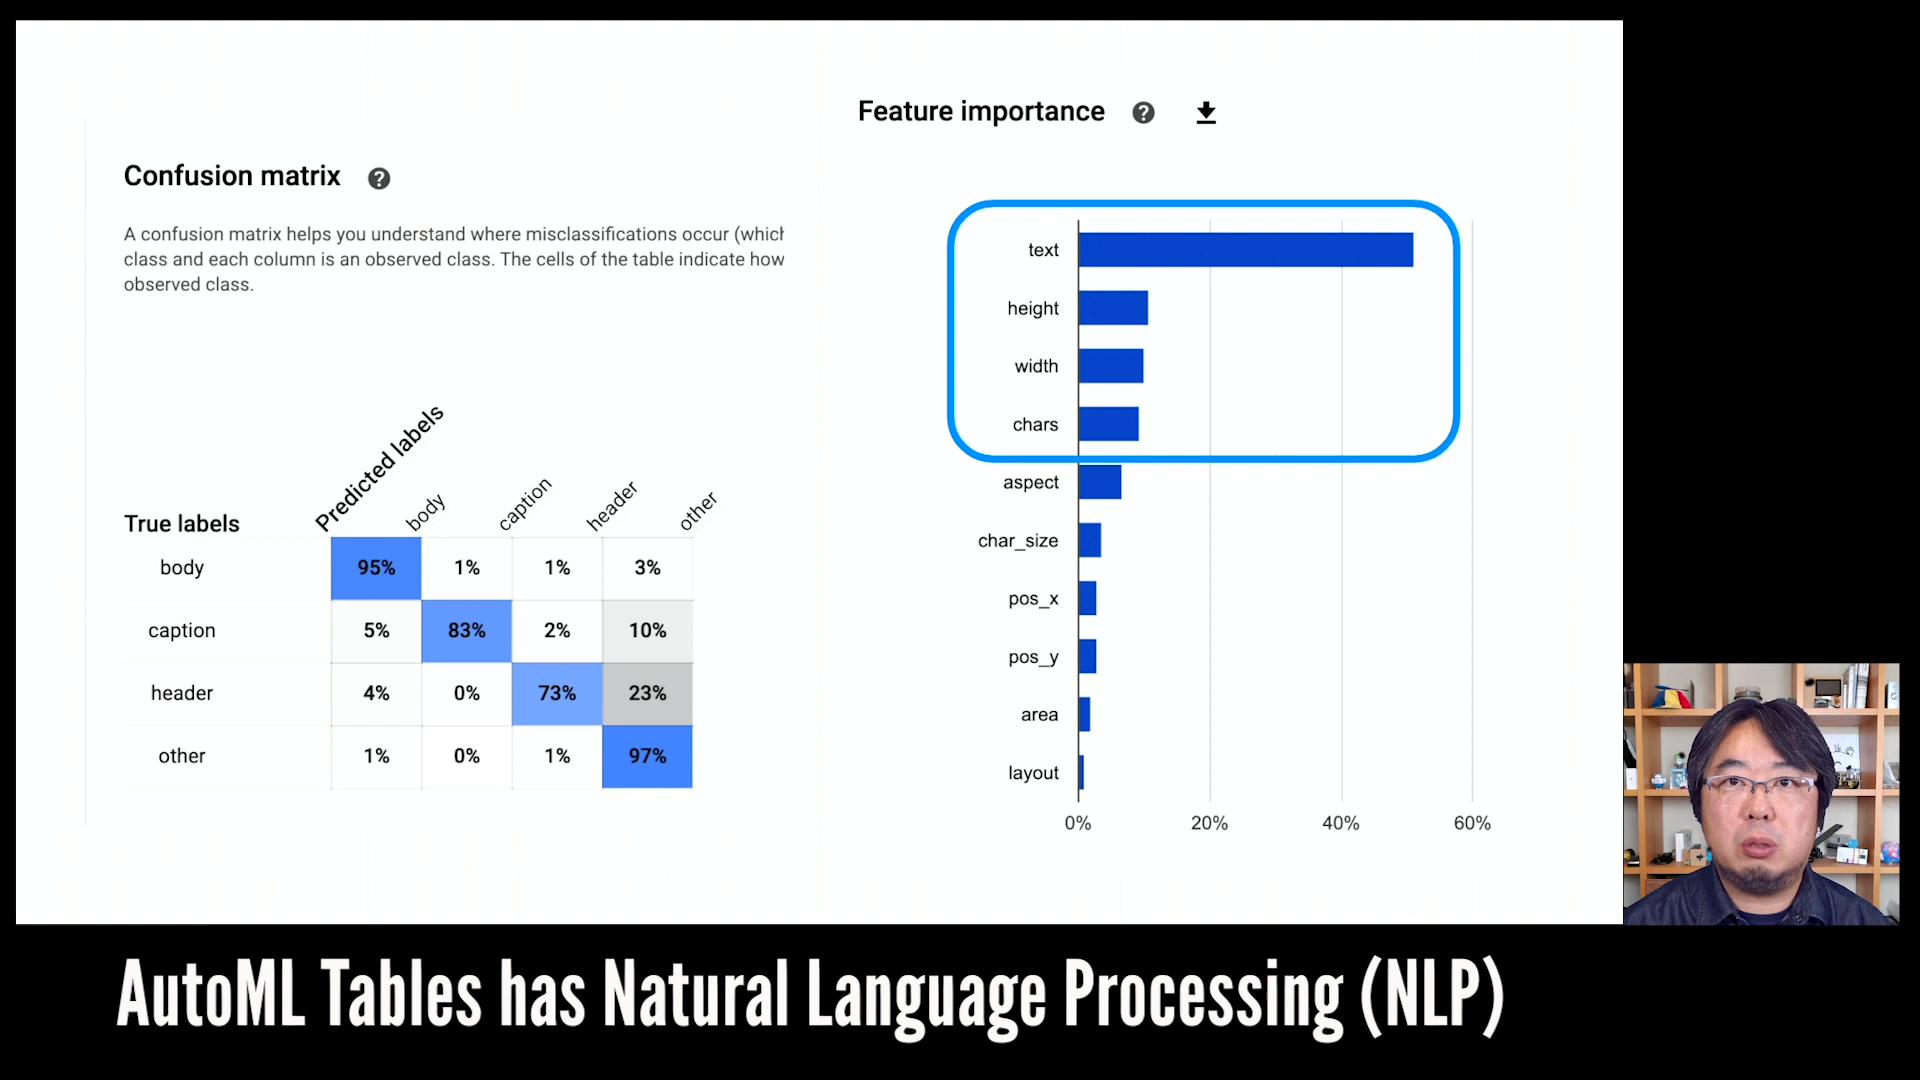 Feature importance
Confusion matrix
A confusion matrix helps you understand where misclassifications occur (which
class and each column is an observed class. The cells of the table indicate how
observed class.
Predicted labels
True labels body caption header other
body 95% 1% 1% 3%
caption 5% 83% 2% 10%
header 4% 0% 73% 23%
other 1% 0% 1% 97%
text
height
width
chars
aspect
char_size
pos_x
pos_y
area
layout
0% 20% 40% 60%
AutoML Tables has Natural Language Processing (NLP)